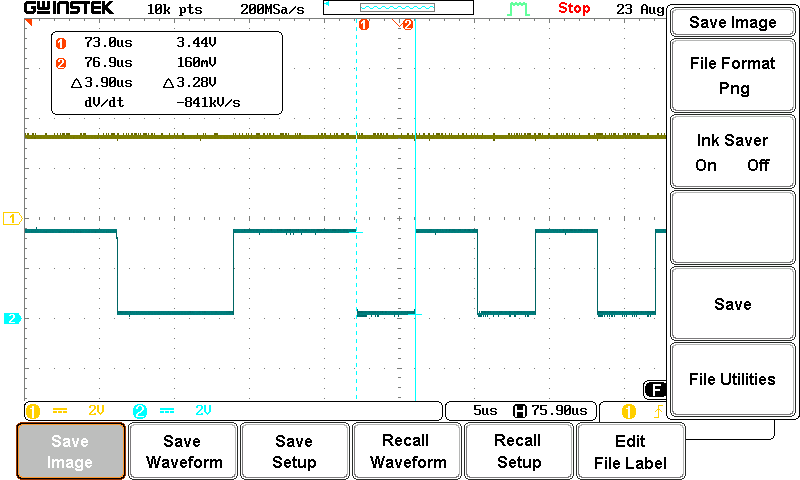 GWINSTEK 10k pts 200MSa/s Stop 23 Aug
1 2
1 73.0us 3.44V
2 76.9us 160mV
△3.90us △3.28V
dV/dt -841kV/s
1
2
F
1 2V 2 2V 5us H 75.90us 1
Save Image
File Format
Png
Ink Saver
On Off
Save
File Utilities
Save Image
Save Waveform
Save Setup
Recall Waveform
Recall Setup
Edit File Label